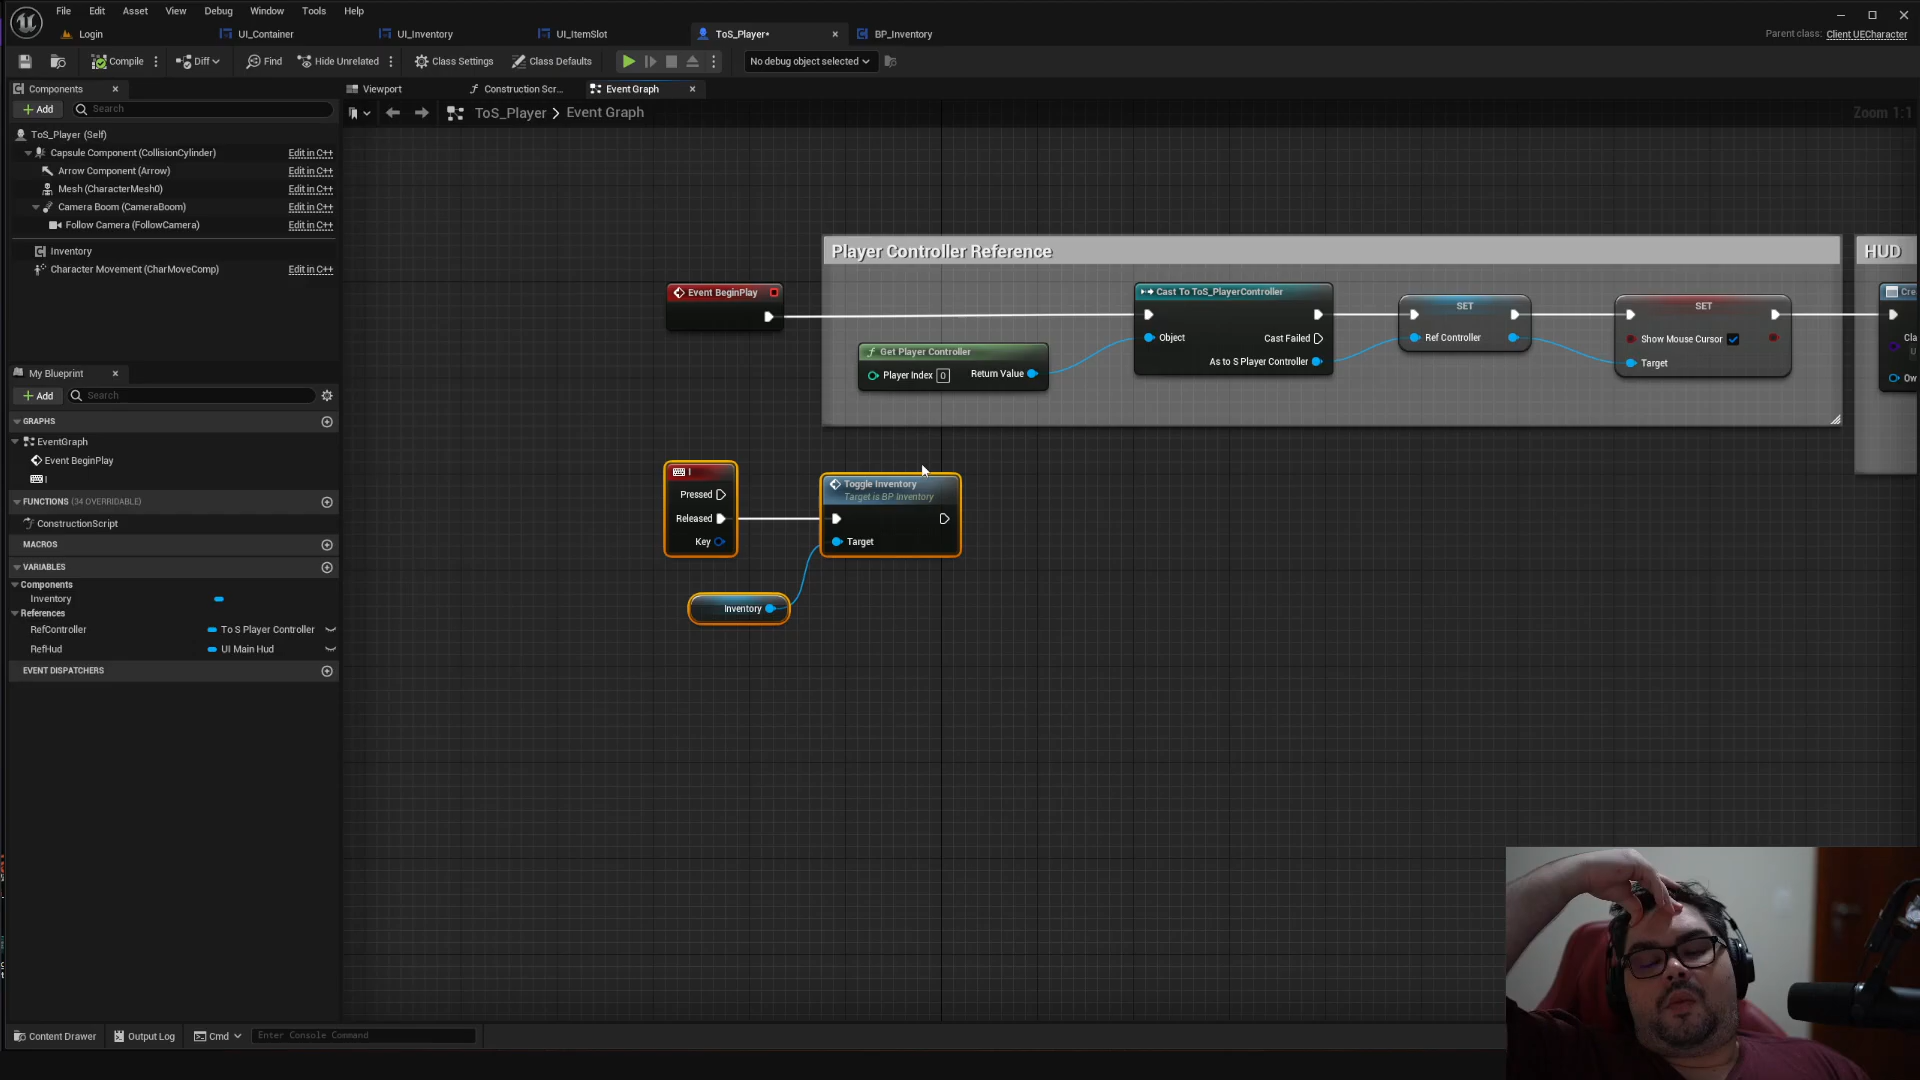 File Edit Asset View Debug Window Tools Help
Login UI_Container UI_Inventory UI_ItemSlot ToS_Player• BP_Inventory
Parent class: Client UECharacter
Compile Diff Find Hide Unrelated Class Settings Class Defaults No debug object selected
Components Viewport Construction Scr... Event Graph
Add Search
ToS_Player > Event Graph
Zoom 1:1
ToS_Player (Self)
Capsule Component (CollisionCylinder) Edit in C++
Arrow Component (Arrow) Edit in C++
Mesh (CharacterMesh0) Edit in C++
Camera Boom (CameraBoom) Edit in C++
Follow Camera (FollowCamera) Edit in C++
Inventory
Character Movement (CharMoveComp) Edit in C++
My Blueprint
Add Search
GRAPHS
EventGraph
Event BeginPlay
I
FUNCTIONS (34 OVERRIDABLE)
ConstructionScript
MACROS
VARIABLES
Components
Inventory
References
RefController To S Player Controller
RefHud UI Main Hud
EVENT DISPATCHERS
Player Controller Reference
HUD
Event BeginPlay
Get Player Controller
Player Index 0 Return Value
Cast To ToS_PlayerController
Object Cast Failed
As to S Player Controller
SET
Ref Controller
SET
Show Mouse Cursor
Target
Cre
Cla
U
Ow
I
Pressed
Released
Key
Toggle Inventory
Target is BP Inventory
Target
Inventory
Content Drawer Output Log Cmd Enter Console Command